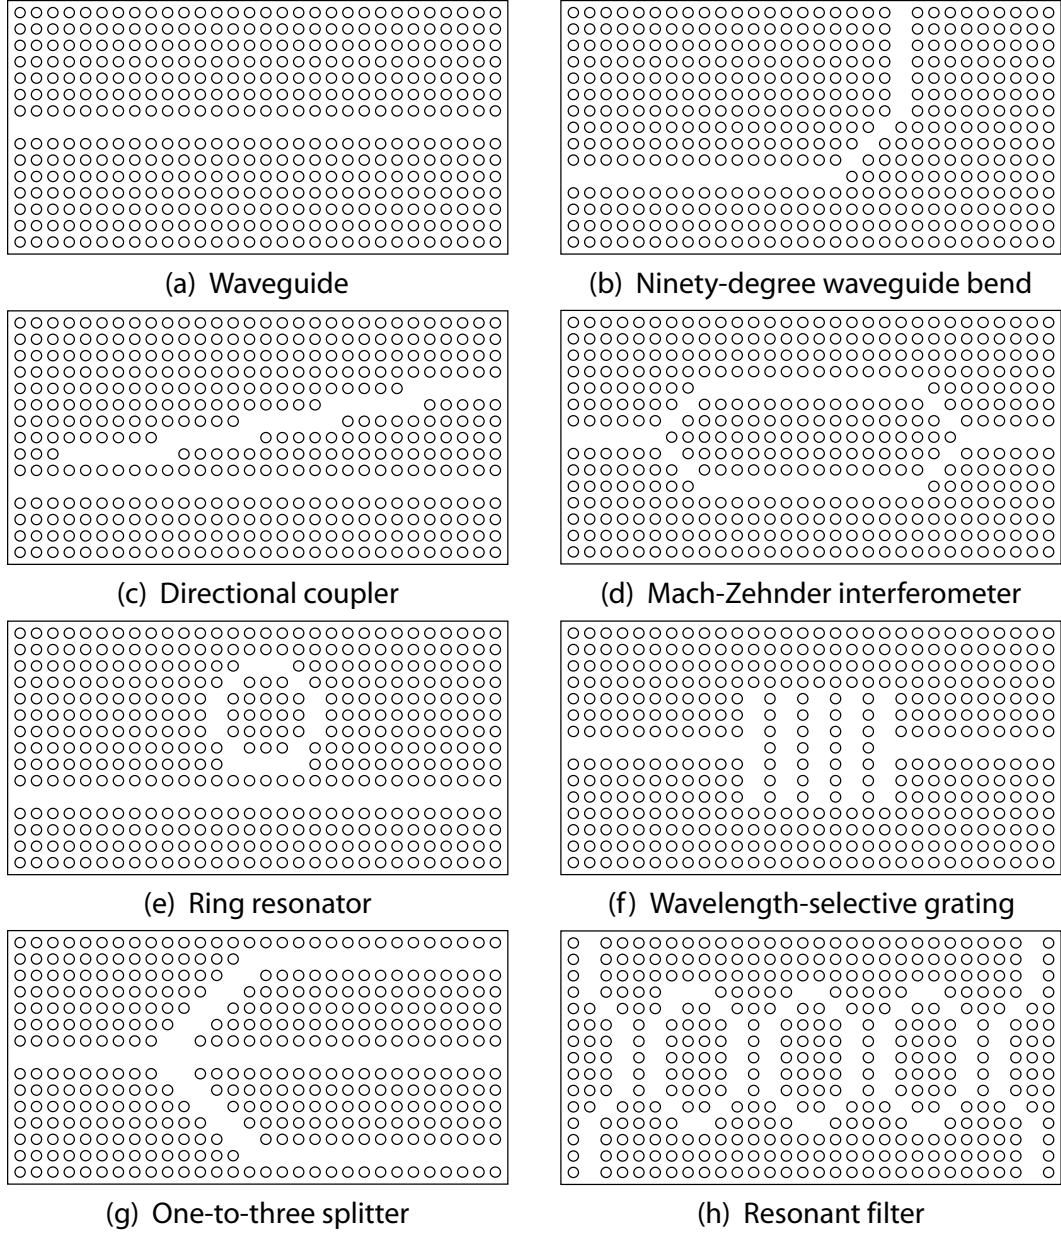 (a) Waveguide
(b) Ninety-degree waveguide bend
(c) Directional coupler
(d) Mach-Zehnder interferometer
(e) Ring resonator
(f) Wavelength-selective grating
(g) One-to-three splitter
(h) Resonant filter